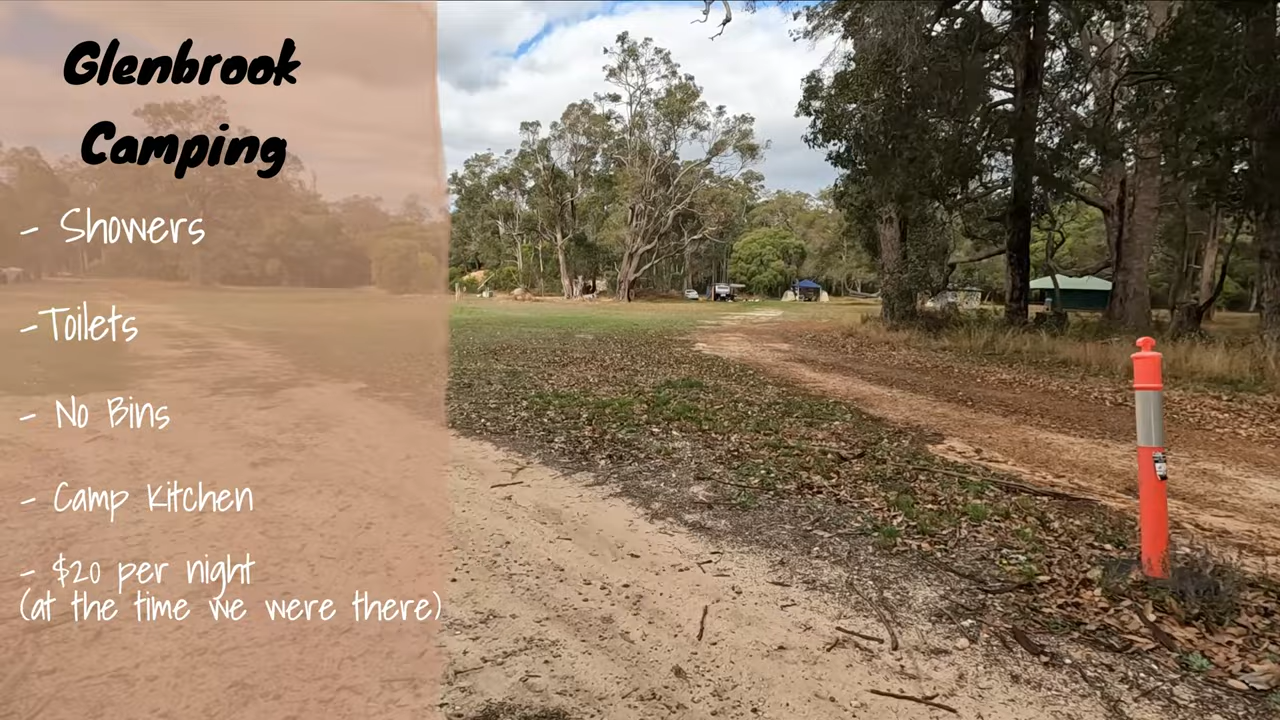 Glenbrook
Camping
- Showers
-Toilets
- No Bins
- Camp Kitchen
- $20 per night
(at the time we were there)